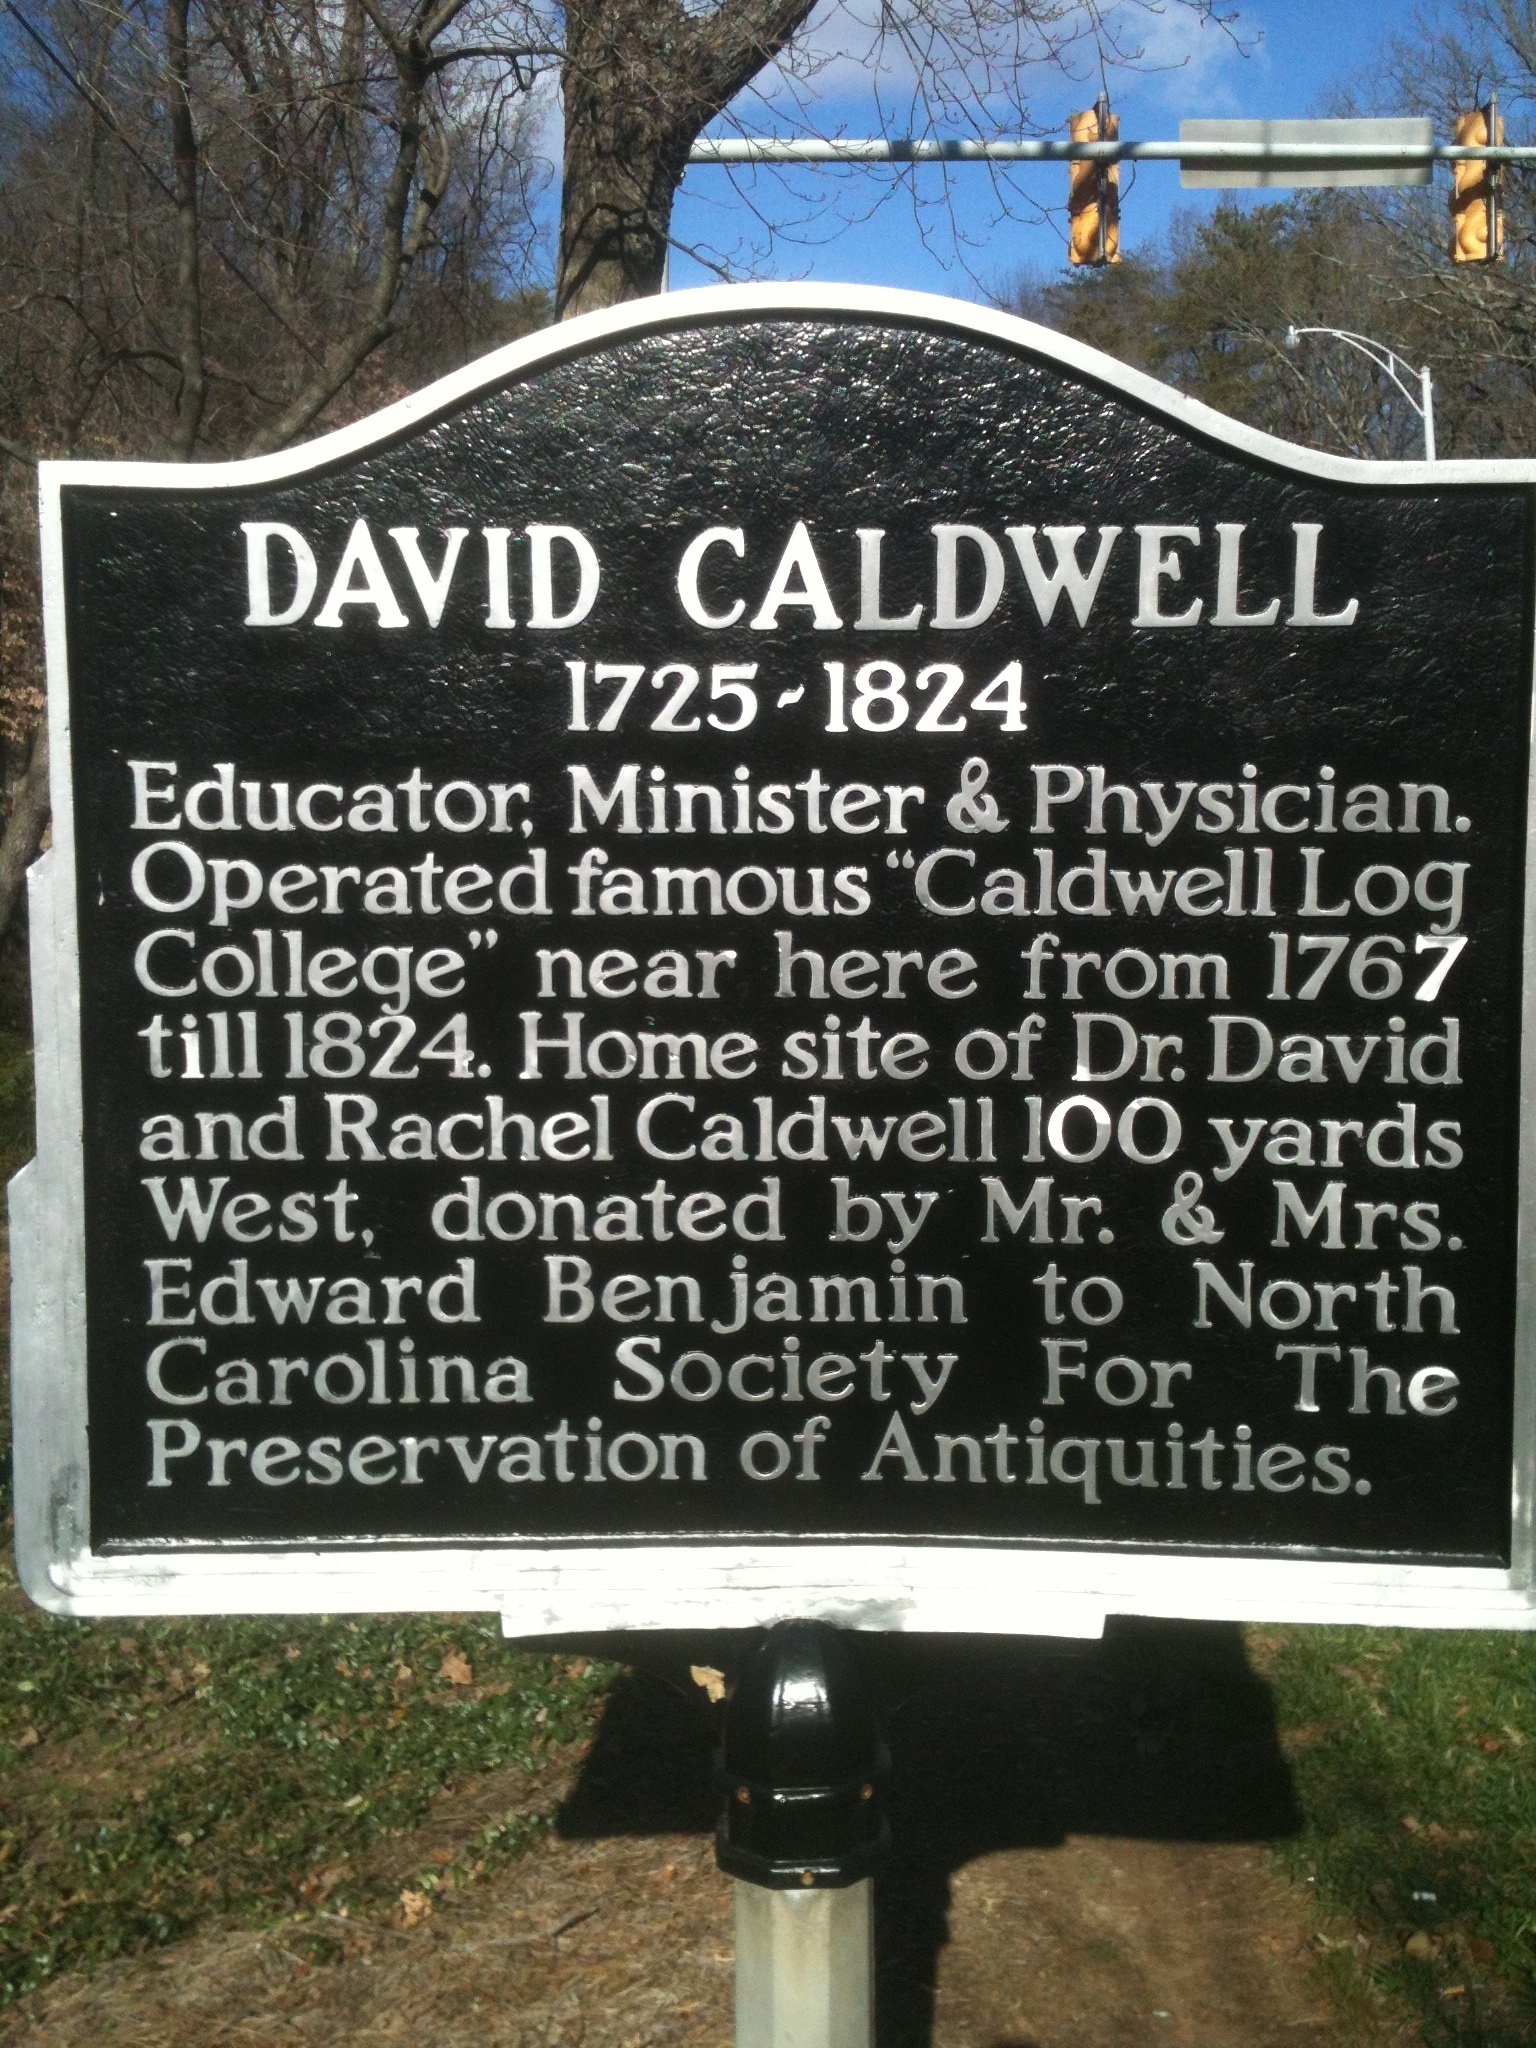 DAVID CALDWELL
1725-1824
Educator, Minister & Physician.
Operated famous "Caldwell Log
College" near here from 1767
till 1824. Home site of Dr. David
and Rachel Caldwell 100 yards
West, donated by Mr. & Mrs.
Edward Benjamin to North
Carolina Society For The
Preservation of Antiquities.